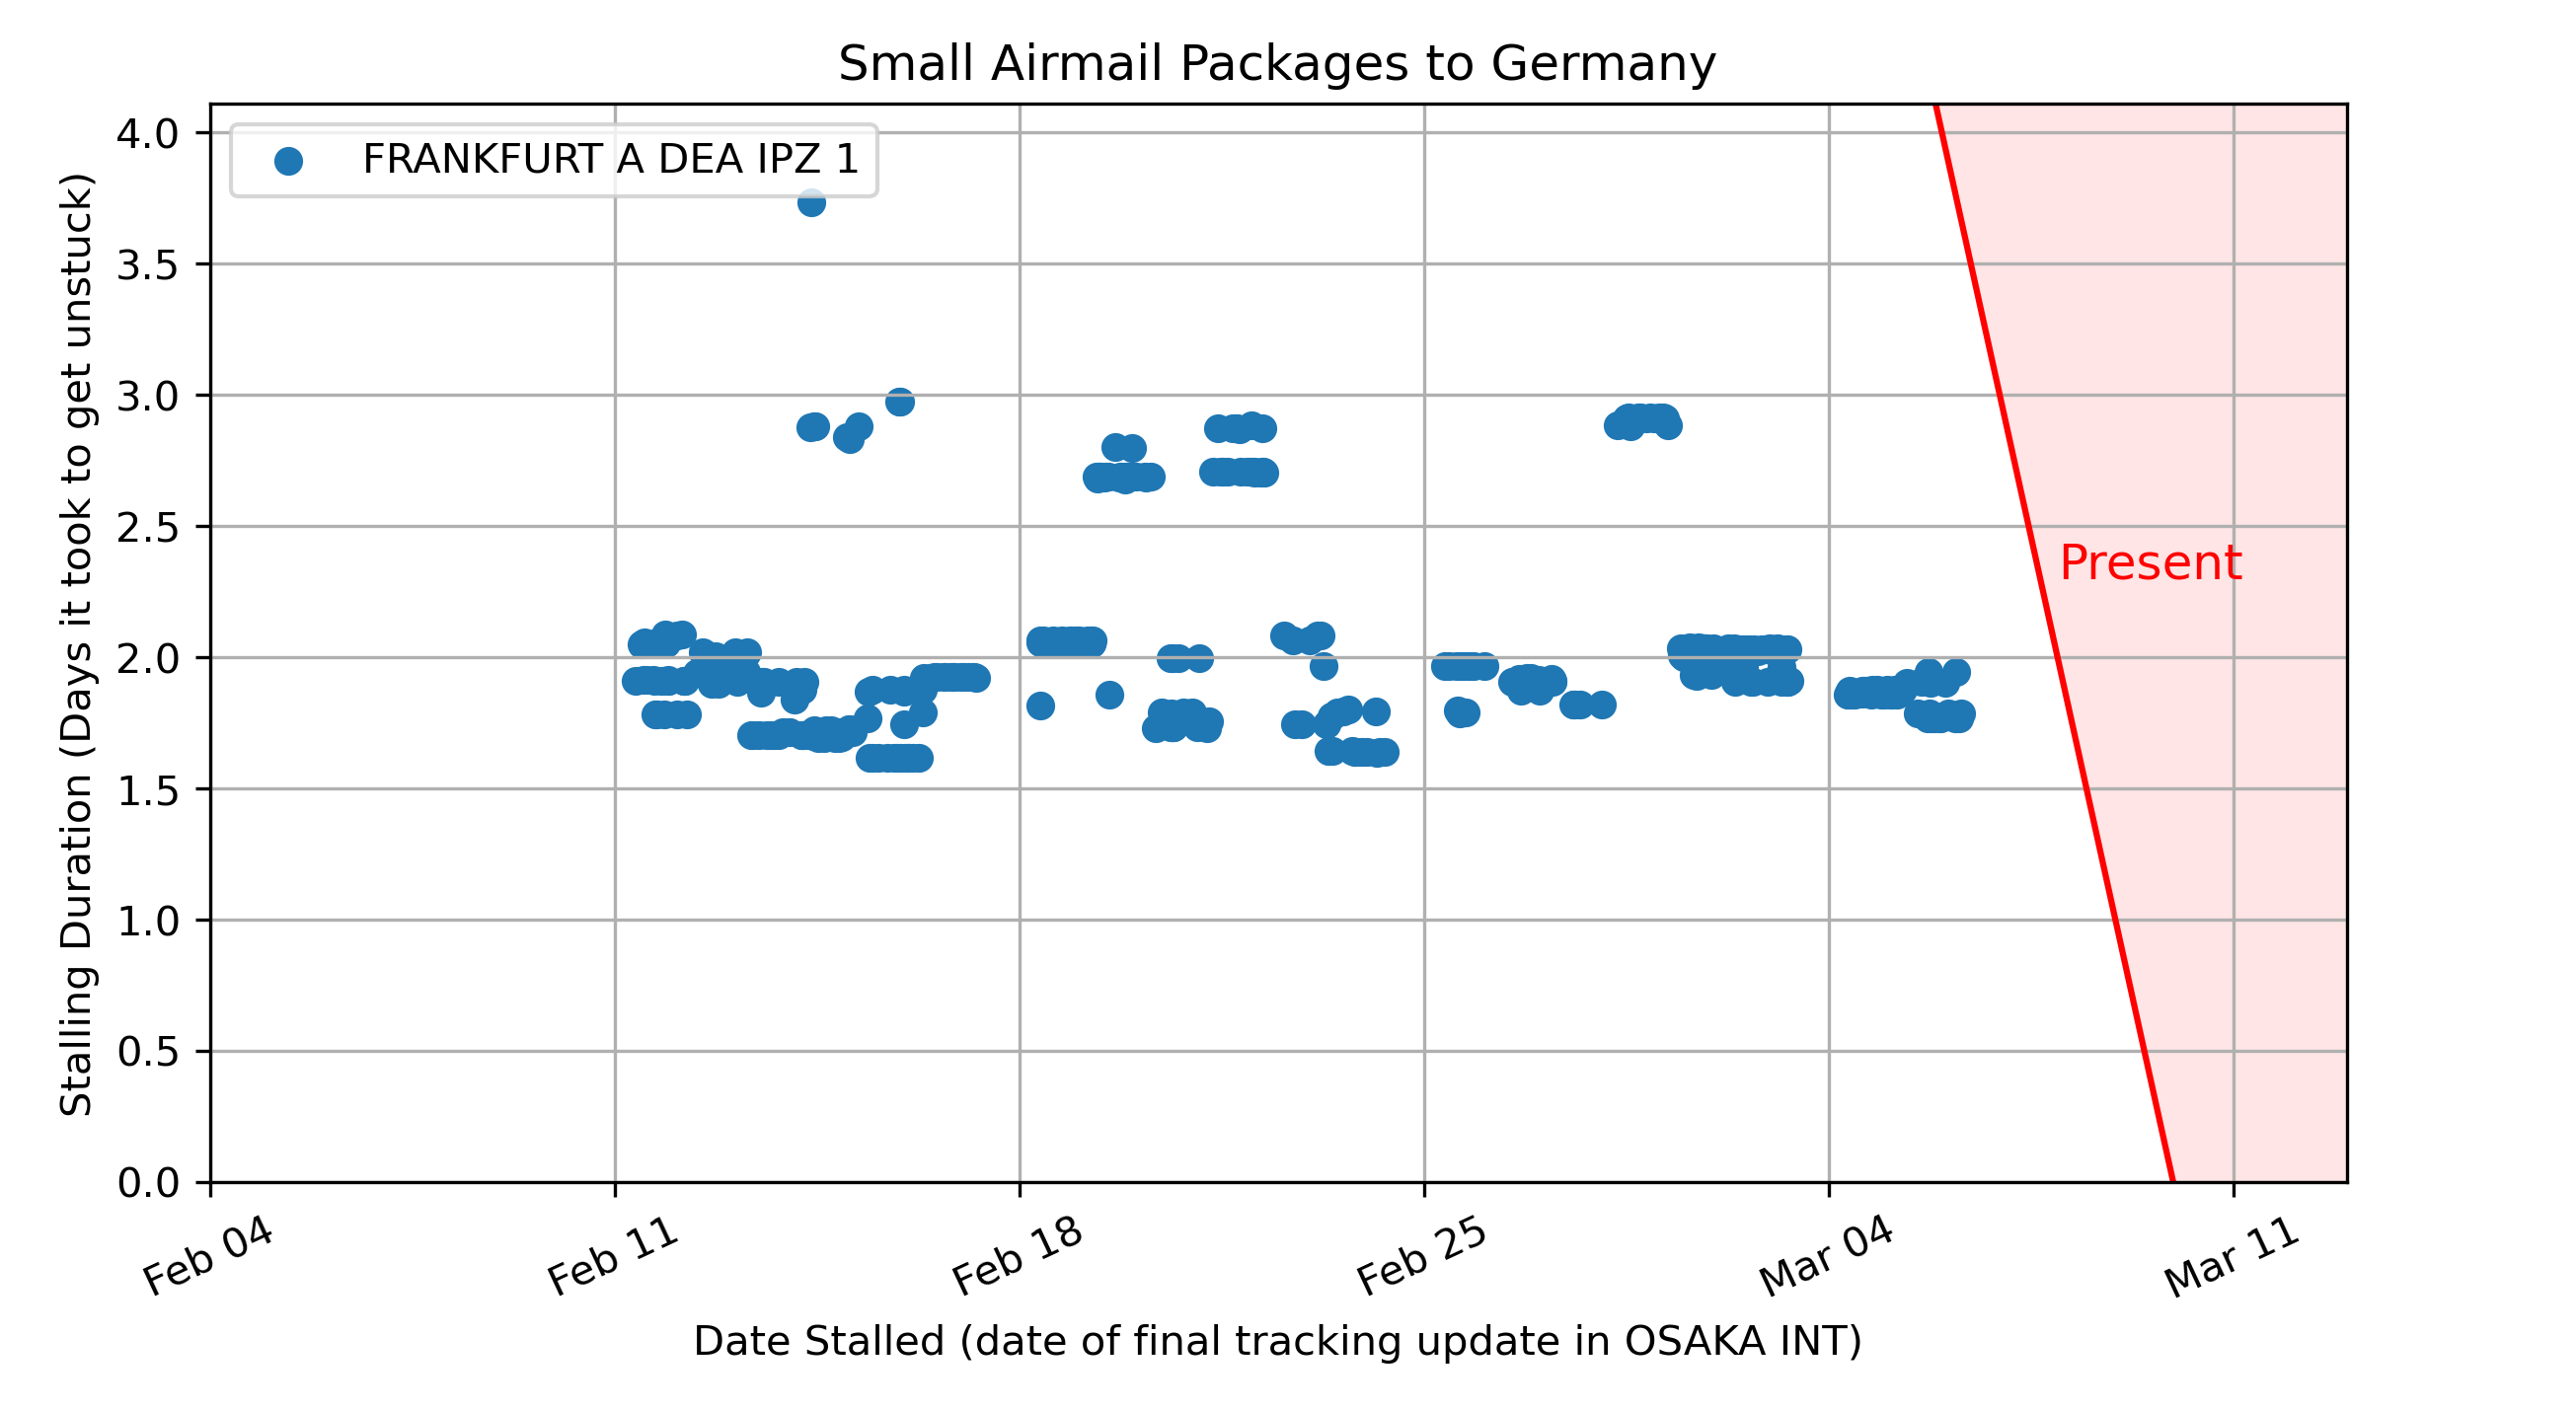 Small Airmail Packages to Germany
FRANKFURT A DEA IPZ 1
Stalling Duration (Days it took to get unstuck)
4.0
3.5
3.0
2.5
2.0
1.5
1.0
0.5
0.0
Present
Feb 04
Feb 11
Feb 18
Feb 25
Mar 04
Mar 11
Date Stalled (date of final tracking update in OSAKA INT)